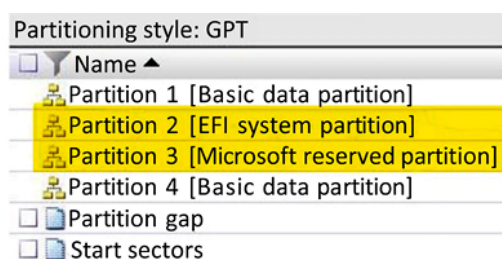 Partitioning style: GPT
Name
Partition 1 [Basic data partition]
Partition 2 [EFI system partition]
Partition 3 [Microsoft reserved partition]
Partition 4 [Basic data partition]
Partition gap
Start sectors